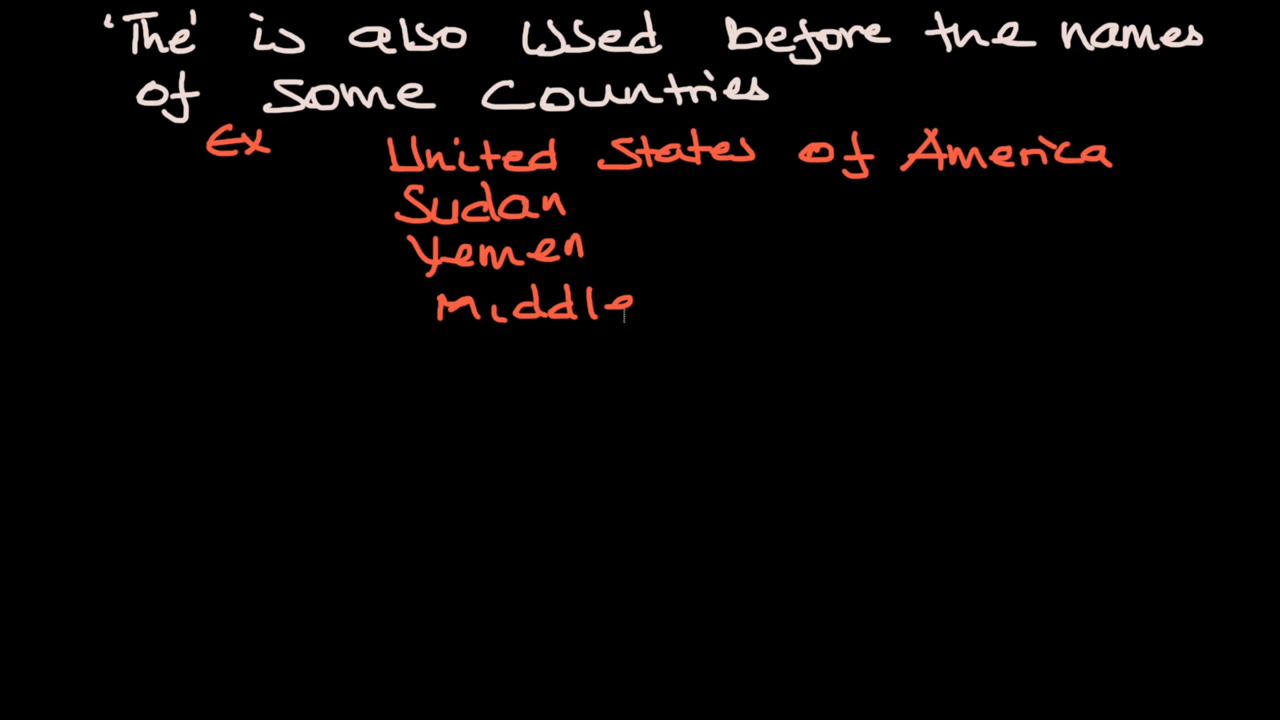 'The' is also used before the names
of some countries
Ex United States of America
Sudan
Yemen
Middle